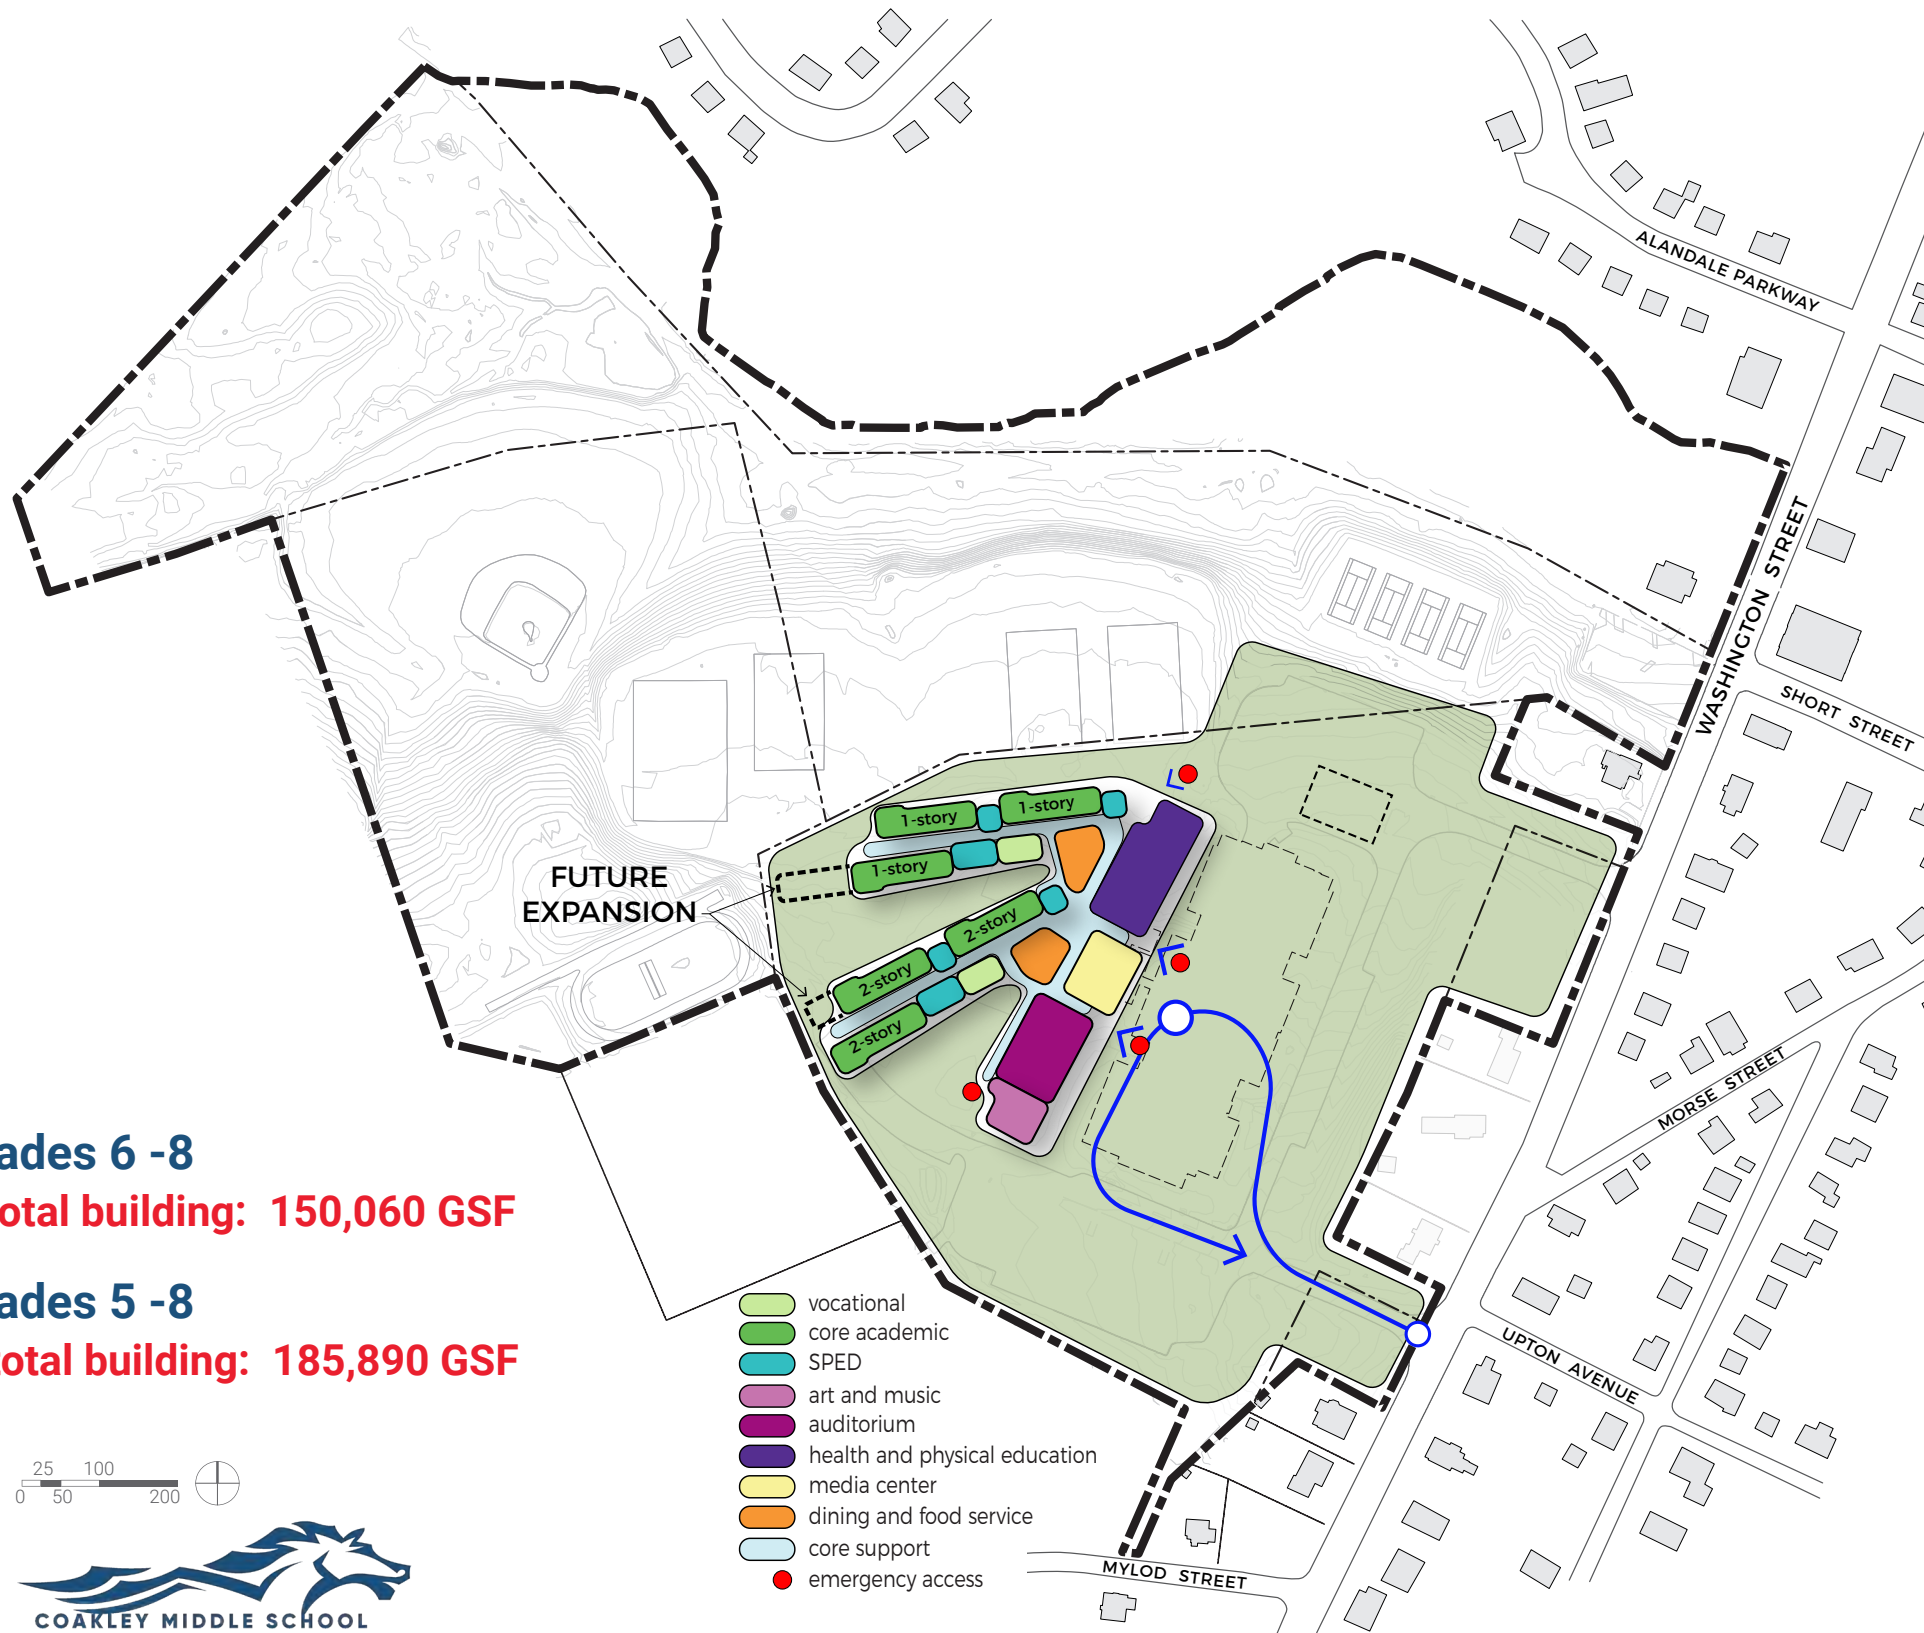 ALANDALE PARKWAY
WASHINGTON STREET
SHORT STREET
1-story
1-story
1-story
FUTURE
EXPANSION
2-story
2-story
2-story
MORSE STREET
ades 6 -8
otal building: 150,060 GSF
ades 5 -8
total building: 185,890 GSF
UPTON AVENUE
vocational
core academic
SPED
art and music
auditorium
health and physical education
media center
dining and food service
core support
emergency access
25 100
0 50 200
MYLOD STREET
COAKLEY MIDDLE SCHOOL